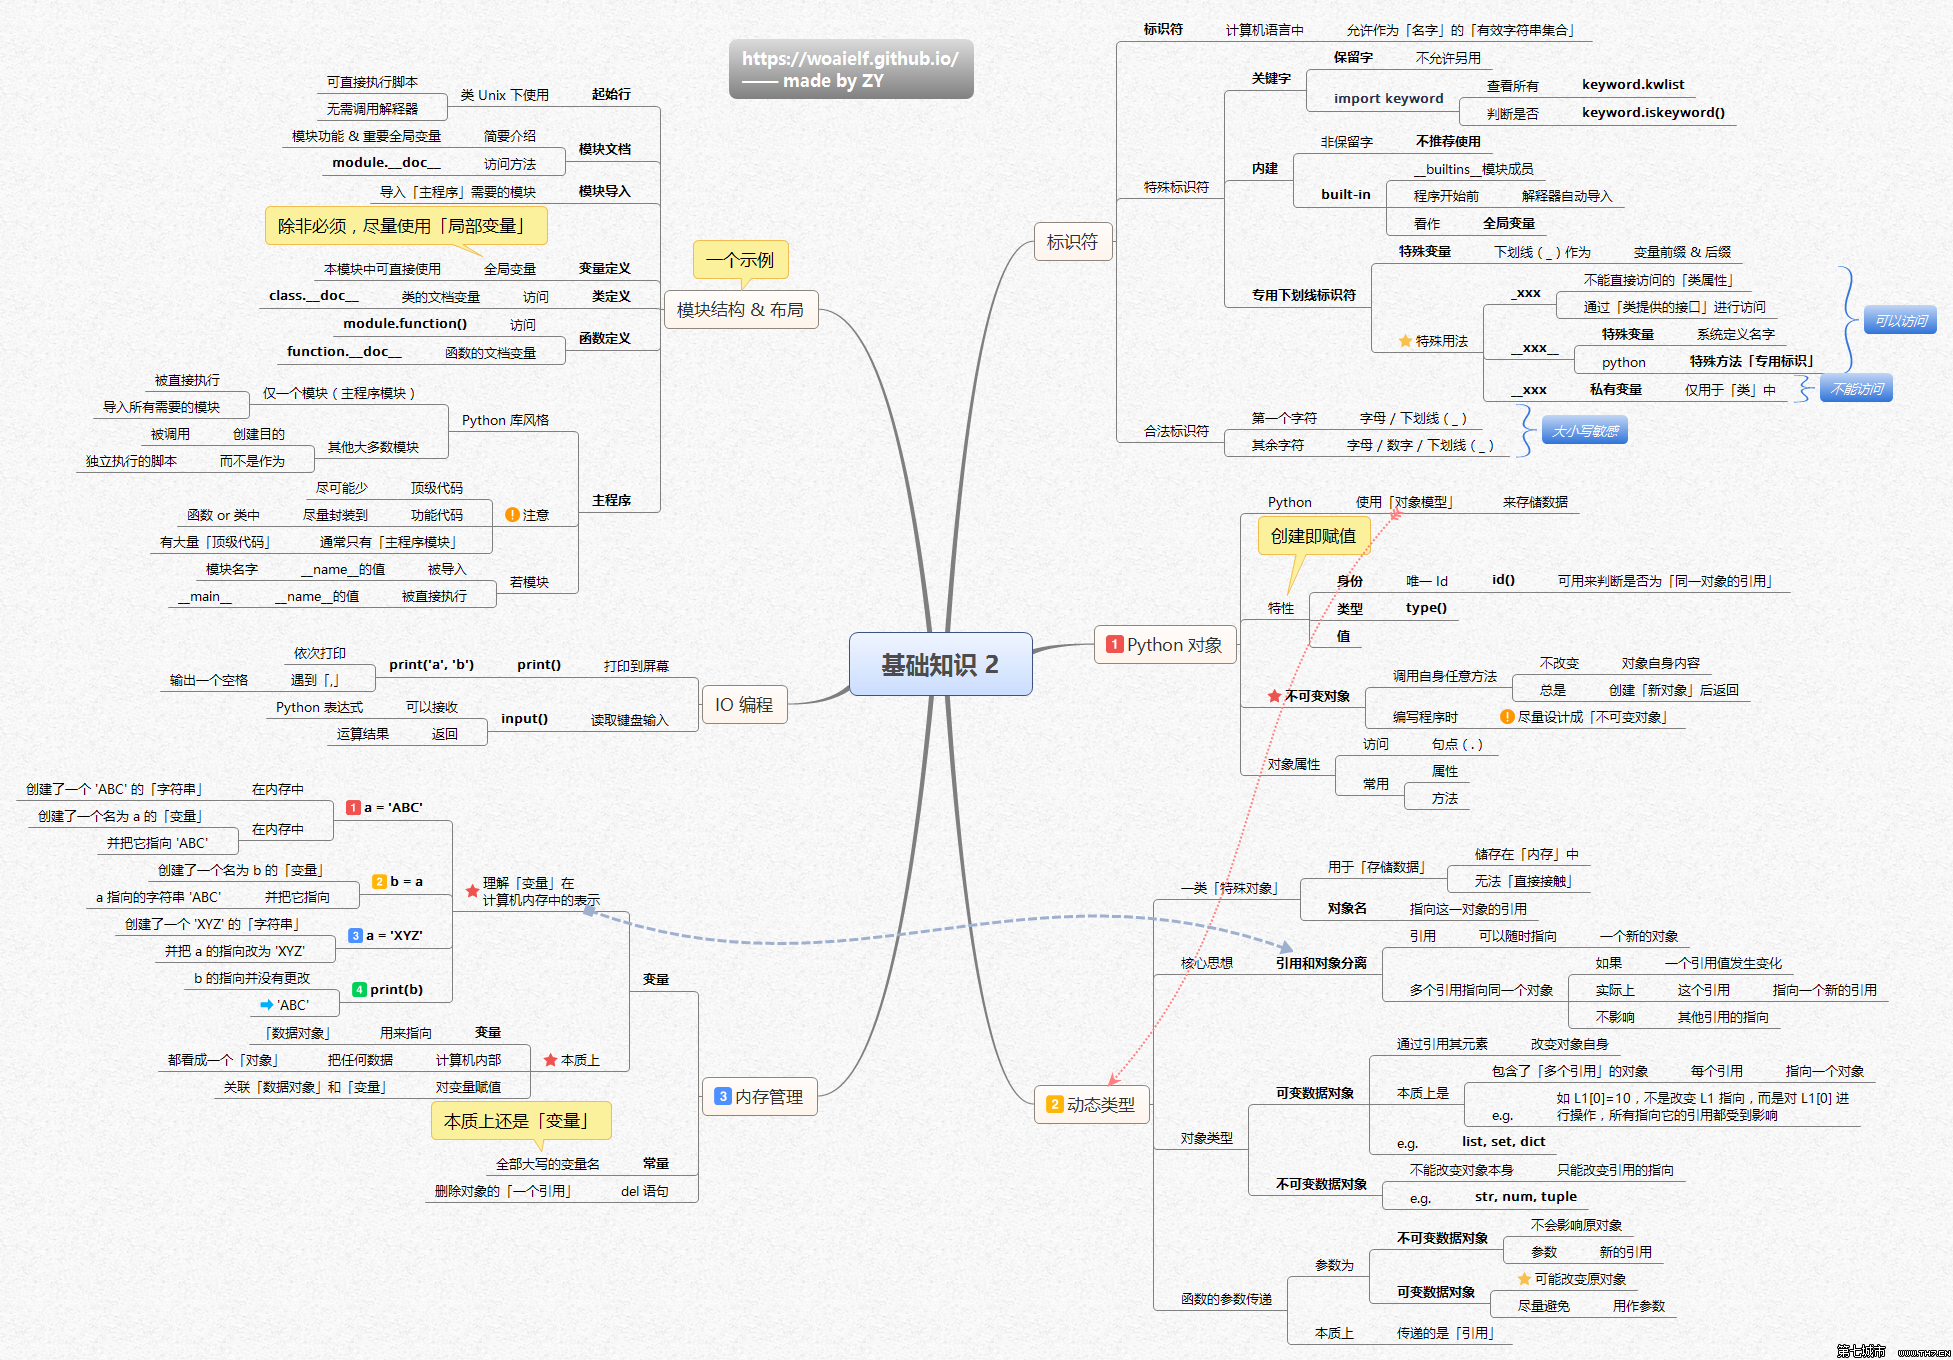 https://woaielf.github.io/
—— made by ZY
基础知识 2
标识符
标识符 计算机语言中 允许作为「名字」的「有效字符串集合」
特殊标识符
关键字
保留字 不允许另用
import keyword
查看所有 keyword.kwlist
判断是否 keyword.iskeyword()
内建
非保留字 不推荐使用
built-in
__builtins__模块成员
程序开始前 解释器自动导入
看作 全局变量
专用下划线标识符
特殊变量 下划线 ( _ ) 作为 变量前缀 & 后缀
特殊用法
_xxx
不能直接访问的「类属性」
通过「类提供的接口」进行访问
__xxx__
特殊变量 系统定义名字
python 特殊方法「专用标识」
可以访问
__xxx 私有变量 仅用于「类」中
不能访问
合法标识符
第一个字符 字母 / 下划线 ( _ )
其余字符 字母 / 数字 / 下划线 ( _ )
大小写敏感
1 Python 对象
Python 使用「对象模型」 来存储数据
创建即赋值
特性
身份 唯一 Id id() 可用来判断是否为「同一对象的引用」
类型 type()
值
不可变对象
调用自身任意方法
不改变 对象自身内容
总是 创建「新对象」后返回
编写程序时 尽量设计成「不可变对象」
对象属性
访问 句点 ( . )
常用
属性
方法
2 动态类型
一类「特殊对象」
用于「存储数据」
储存在「内存」中
无法「直接接触」
对象名 指向这一对象的引用
核心思想 引用和对象分离
引用 可以随时指向 一个新的对象
多个引用指向同一个对象
如果 一个引用值发生变化
实际上 这个引用 指向一个新的引用
不影响 其他引用的指向
对象类型
可变数据对象
通过引用其元素 改变对象自身
本质上是
包含了「多个引用」的对象 每个引用 指向一个对象
e.g. 如 L1[0]=10，不是改变 L1 指向，而是对 L1[0] 进
行操作，所有指向它的引用都受到影响
e.g. list, set, dict
不可变数据对象
不能改变对象本身 只能改变引用的指向
e.g. str, num, tuple
函数的参数传递
参数为
不可变数据对象
不会影响原对象
参数 新的引用
可变数据对象
可能改变原对象
尽量避免 用作参数
本质上 传递的是「引用」
一个示例
模块结构 & 布局
可直接执行脚本
无需调用解释器
类 Unix 下使用 起始行
模块功能 & 重要全局变量 简要介绍
module.__doc__ 访问方法
模块文档
导入「主程序」需要的模块 模块导入
除非必须，尽量使用「局部变量」
本模块中可直接使用 全局变量 变量定义
class.__doc__ 类的文档变量 访问 类定义
module.function() 访问
function.__doc__ 函数的文档变量
函数定义
被直接执行
导入所有需要的模块
仅一个模块（主程序模块）
被调用 创建目的
独立执行的脚本 而不是作为
其他大多数模块
Python 库风格
主程序
尽可能少 顶级代码
函数 or 类中 尽量封装到 功能代码
有大量「顶级代码」 通常只有「主程序模块」
注意
模块名字 __name__的值 被导入
__main__ __name__的值 被直接执行
若模块
IO 编程
依次打印
输出一个空格 遇到「,」
print('a', 'b') print() 打印到屏幕
Python 表达式 可以接收
运算结果 返回
input() 读取键盘输入
3 内存管理
创建了一个 'ABC' 的「字符串」 在内存中
创建了一个名为 a 的「变量」
并把它指向 'ABC'
在内存中
1 a = 'ABC'
创建了一个名为 b 的「变量」
a 指向的字符串 'ABC' 并把它指向
2 b = a
创建了一个 'XYZ' 的「字符串」
并把 a 的指向改为 'XYZ'
3 a = 'XYZ'
b 的指向并没有更改
'ABC'
4 print(b)
理解「变量」在
计算机内存中的表示
变量
「数据对象」 用来指向 变量
都看成一个「对象」 把任何数据 计算机内部
关联「数据对象」和「变量」 对变量赋值
本质上
本质上还是「变量」
全部大写的变量名 常量
删除对象的「一个引用」 del 语句
第七城市 WWW.TH7.CN